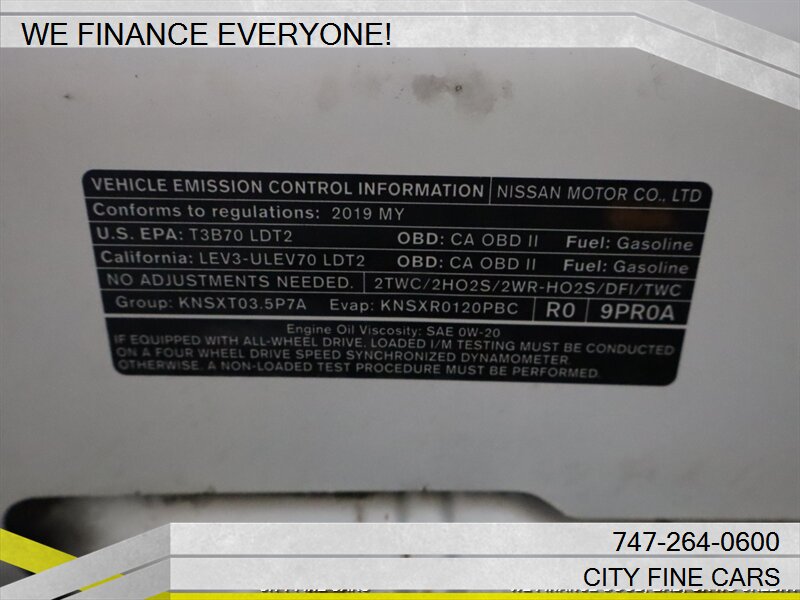 WE FINANCE EVERYONE!
VEHICLE EMISSION CONTROL INFORMATION NISSAN MOTOR CO., LTD
Conforms to regulations: 2019 MY
U.S. EPA: T3B70 LDT2 OBD: CA OBD II Fuel: Gasoline
California: LEV3-ULEV70 LDT2 OBD: CA OBD II Fuel: Gasoline
NO ADJUSTMENTS NEEDED. 2TWC/2HO2S/2WR-HO2S/DFI/TWC
Group: KNSXT03.5P7A Evap: KNSXR0120PBC R0 9PR0A
Engine Oil Viscosity: SAE 0W-20
IF EQUIPPED WITH ALL-WHEEL DRIVE. LOADED I/M TESTING MUST BE CONDUCTED
ON A FOUR WHEEL DRIVE SPEED SYNCHRONIZED DYNAMOMETER.
OTHERWISE, A NON-LOADED TEST PROCEDURE MUST BE PERFORMED.
747-264-0600
CITY FINE CARS